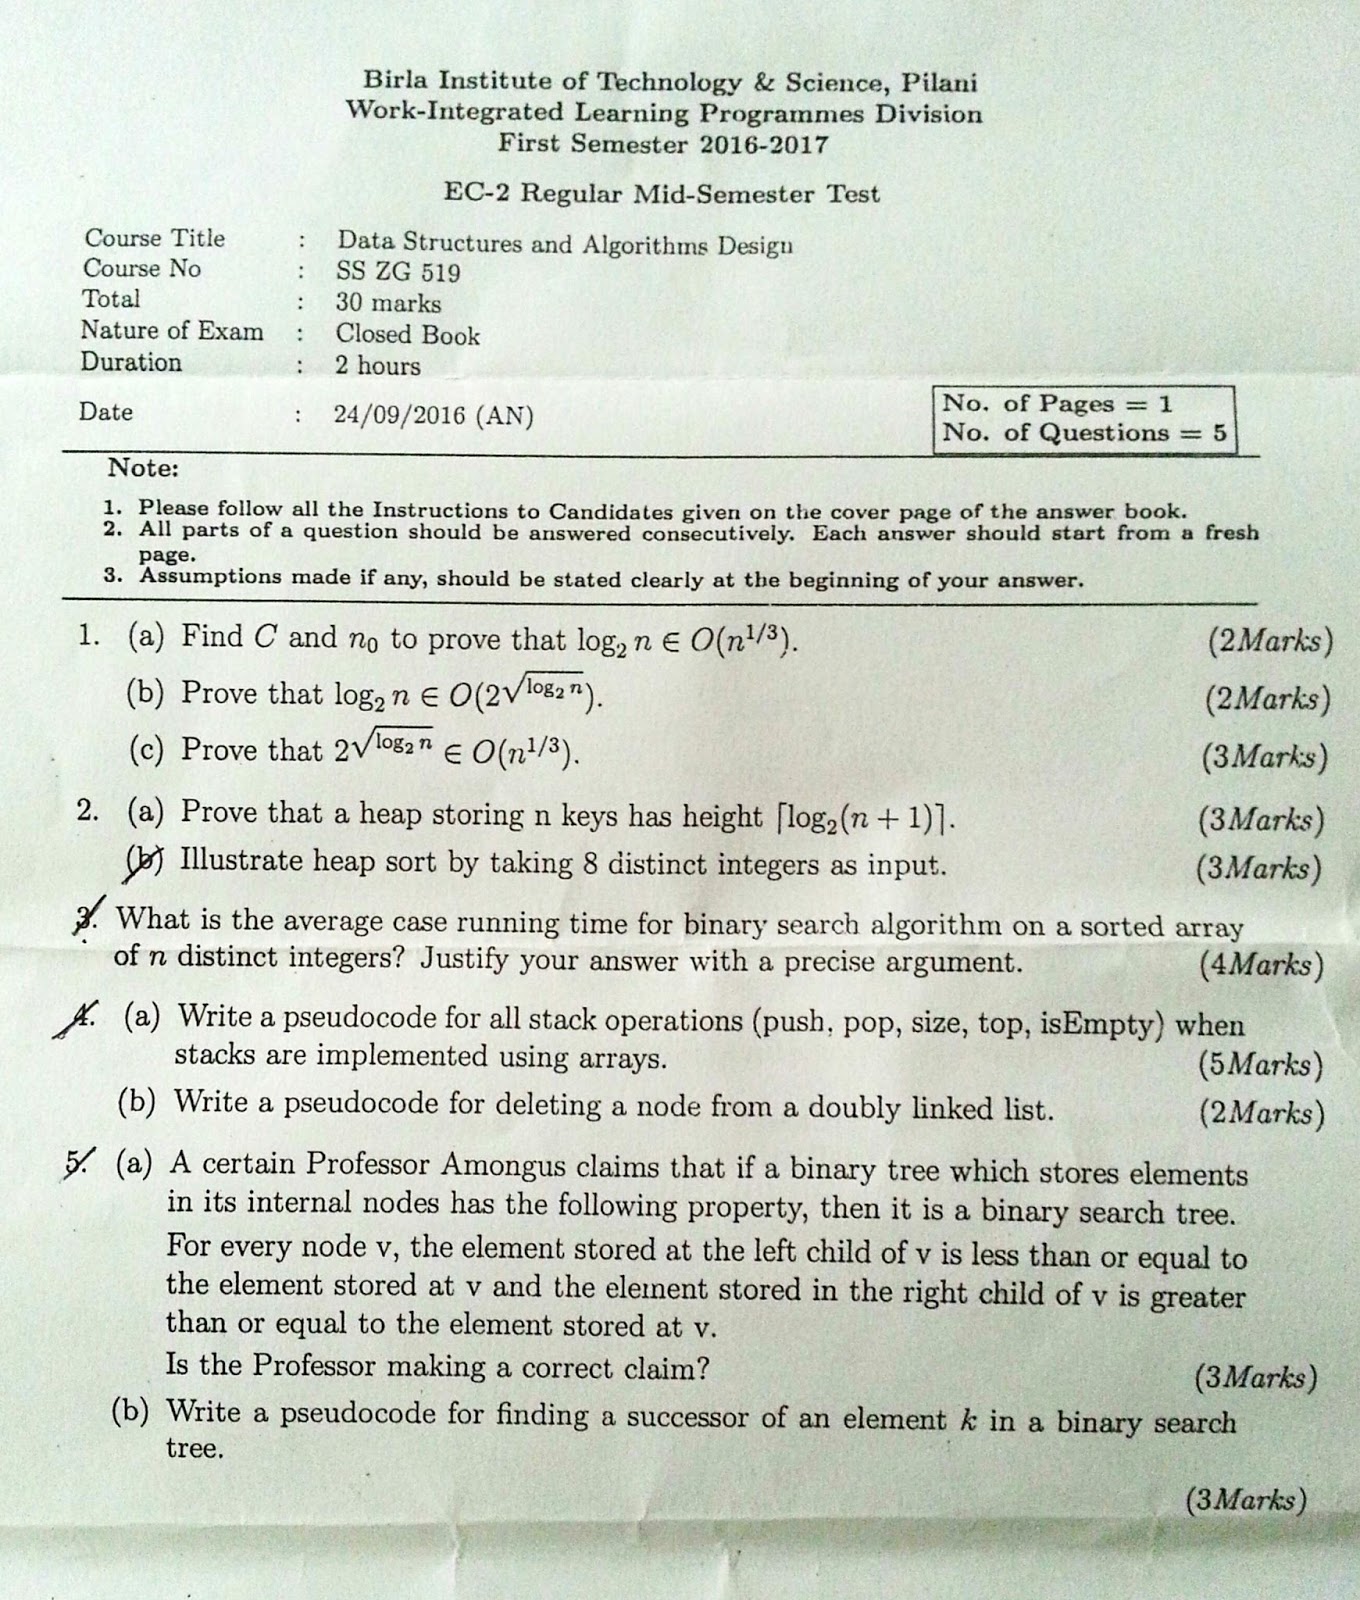 Birla Institute of Technology & Science, Pilani
Work-Integrated Learning Programmes Division
First Semester 2016-2017
EC-2 Regular Mid-Semester Test
Course Title : Data Structures and Algorithms Design
Course No : SS ZG 519
Total : 30 marks
Nature of Exam : Closed Book
Duration : 2 hours
Date : 24/09/2016 (AN)
No. of Pages = 1
No. of Questions = 5
Note:
1. Please follow all the Instructions to Candidates given on the cover page of the answer book.
2. All parts of a question should be answered consecutively. Each answer should start from a fresh
page.
3. Assumptions made if any, should be stated clearly at the beginning of your answer.
1. (a) Find C and n₀ to prove that log₂ n ∈ O(n^{1/3}). (2Marks)
(b) Prove that log₂ n ∈ O(2^{√(log₂ n)}). (2Marks)
(c) Prove that 2^{√(log₂ n)} ∈ O(n^{1/3}). (3Marks)
2. (a) Prove that a heap storing n keys has height ⌈log₂(n + 1)⌉. (3Marks)
(b) Illustrate heap sort by taking 8 distinct integers as input. (3Marks)
3. What is the average case running time for binary search algorithm on a sorted array
of n distinct integers? Justify your answer with a precise argument. (4Marks)
4. (a) Write a pseudocode for all stack operations (push, pop, size, top, isEmpty) when
stacks are implemented using arrays. (5Marks)
(b) Write a pseudocode for deleting a node from a doubly linked list. (2Marks)
5. (a) A certain Professor Amongus claims that if a binary tree which stores elements
in its internal nodes has the following property, then it is a binary search tree.
For every node v, the element stored at the left child of v is less than or equal to
the element stored at v and the element stored in the right child of v is greater
than or equal to the element stored at v.
Is the Professor making a correct claim? (3Marks)
(b) Write a pseudocode for finding a successor of an element k in a binary search
tree.
(3Marks)